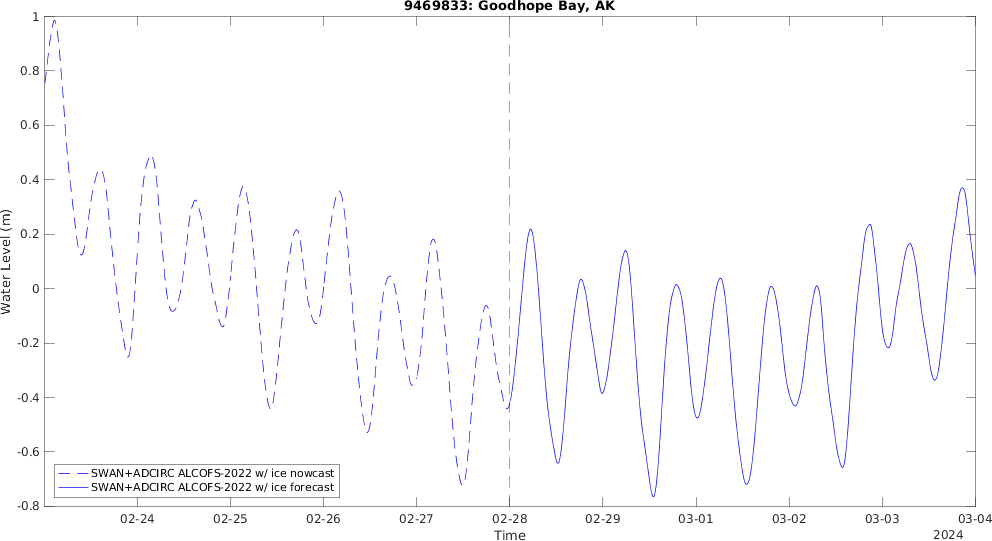 9469833: Goodhope Bay, AK
1
0.8
0.6
0.4
0.2
0
-0.2
-0.4
-0.6
-0.8
Water Level (m)
SWAN+ADCIRC ALCOFS-2022 w/ ice nowcast
SWAN+ADCIRC ALCOFS-2022 w/ ice forecast
02-24 02-25 02-26 02-27 02-28 02-29 03-01 03-02 03-03 03-04
Time
2024